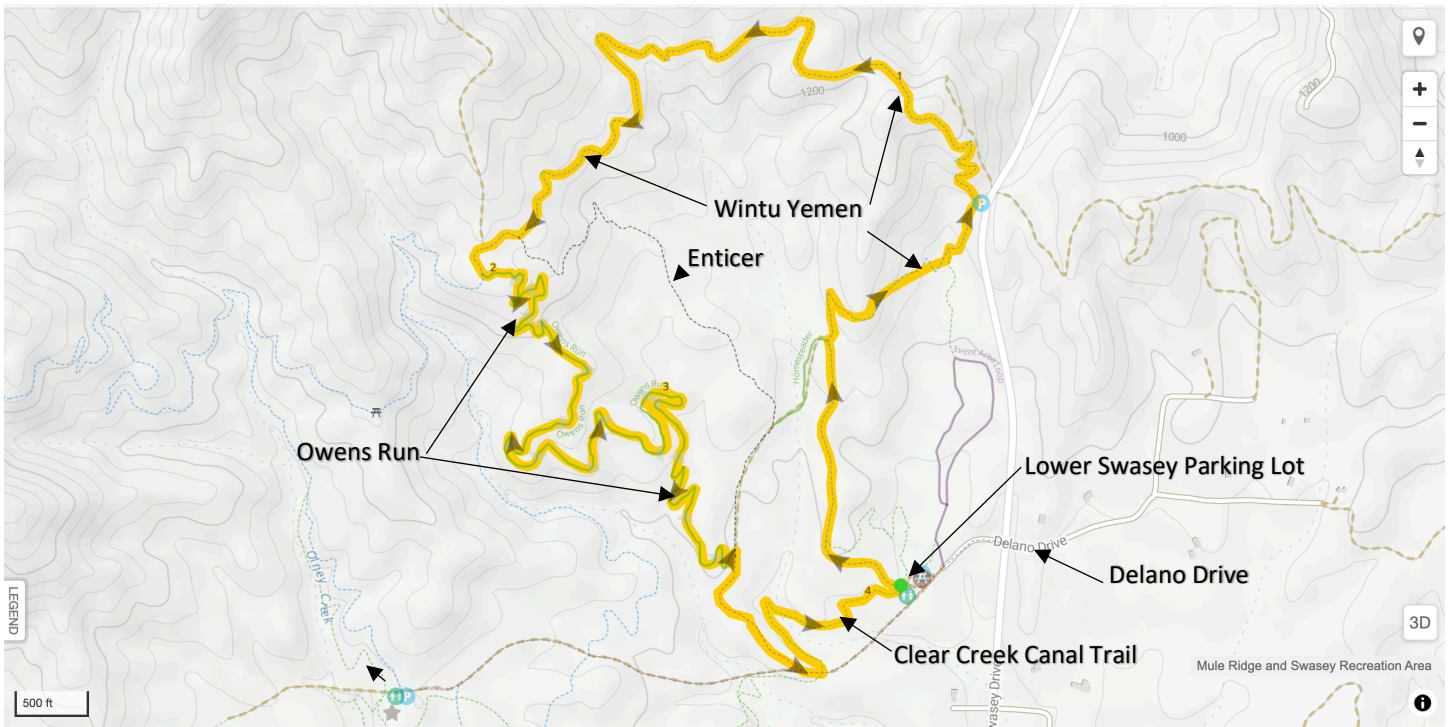 1
1200
1200
1000
P
Wintu Yemen
Enticer
2
Owens Run
Homesteader
Event Area Loop
Owens Run
3
Owens Run
Owens Run
Lower Swasey Parking Lot
Delano Drive
Delano Drive
4
Olney Creek
Clear Creek Canal Trail
LEGEND
3D
Mule Ridge and Swasey Recreation Area
P
500 ft